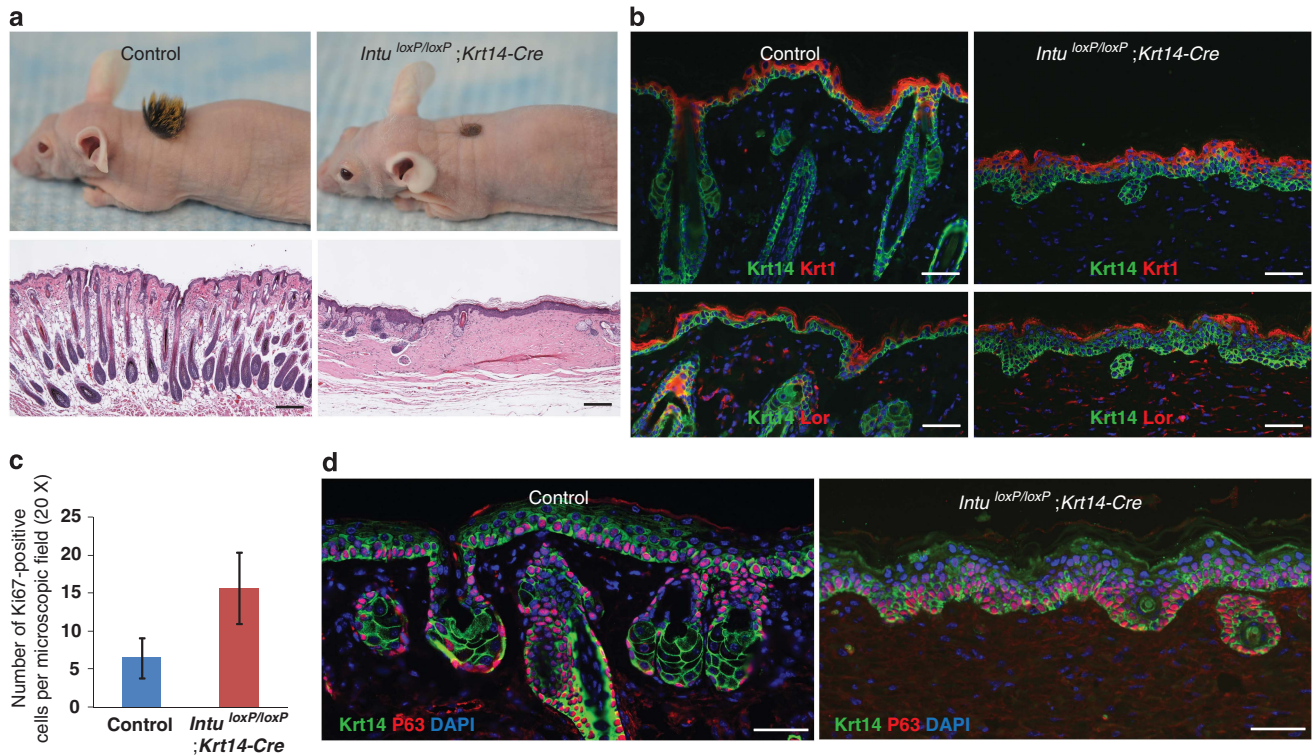 a
Control
Intu loxP/loxP ;Krt14-Cre
b
Control
Intu loxP/loxP ;Krt14-Cre
Krt14 Krt1
Krt14 Krt1
Krt14 Lor
Krt14 Lor
c
Number of Ki67-positive
cells per microscopic field (20 X)
25
20
15
10
5
0
Control
Intu loxP/loxP
;Krt14-Cre
d
Control
Intu loxP/loxP ;Krt14-Cre
Krt14 P63 DAPI
Krt14 P63 DAPI